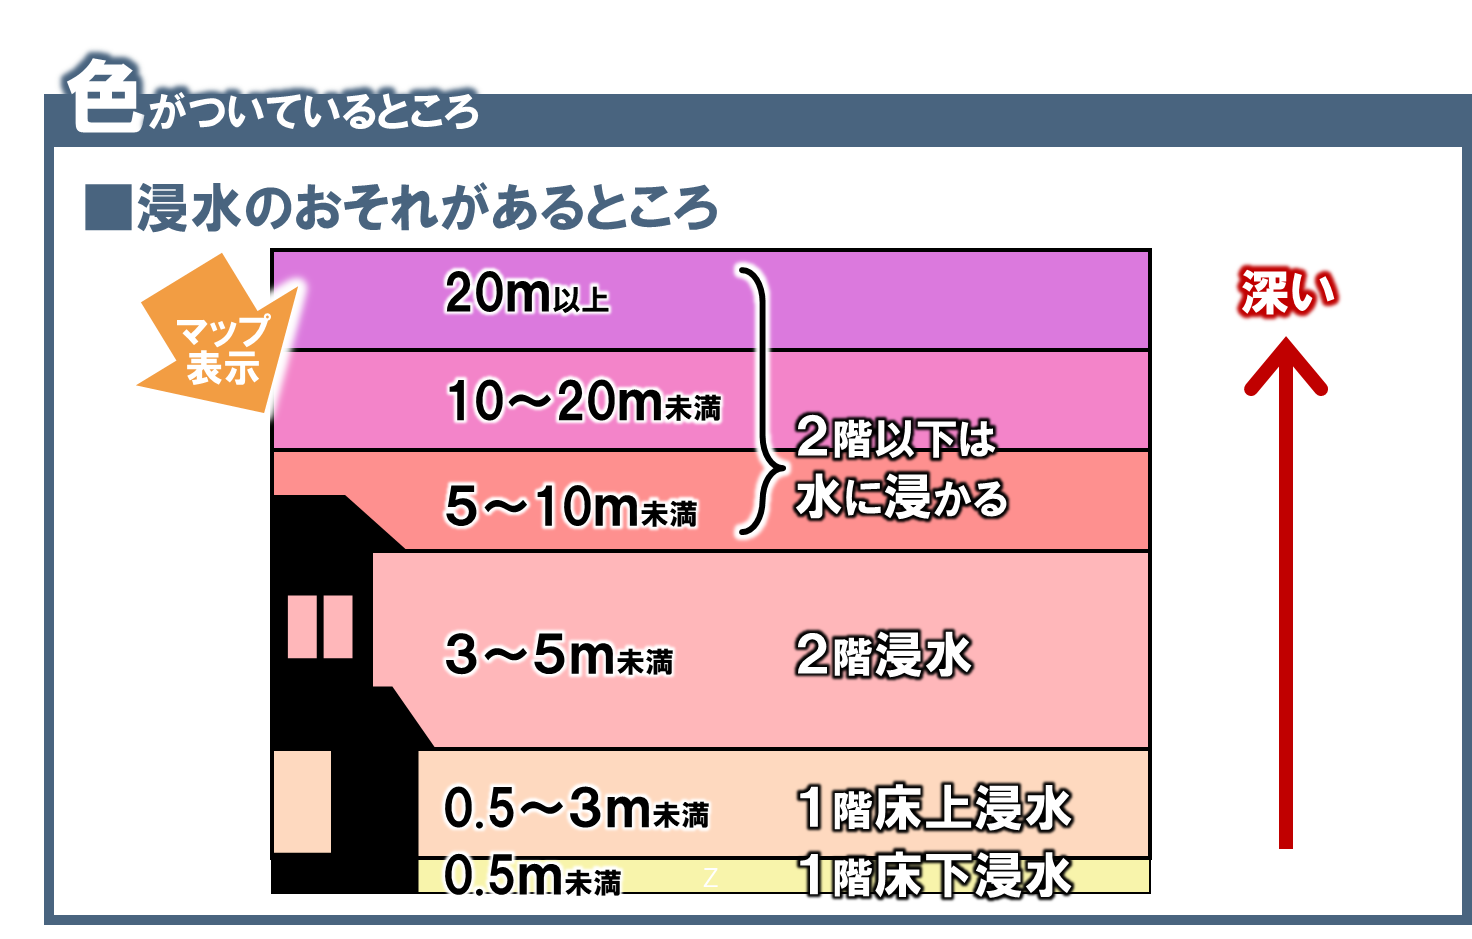 色がついているところ
■浸水のおそれがあるところ
マップ
表示
20m以上
10～20m未満
5～10m未満
2階以下は
水に浸かる
3～5m未満 2階浸水
0.5～3m未満 1階床上浸水
0.5m未満 Z 1階床下浸水
深い